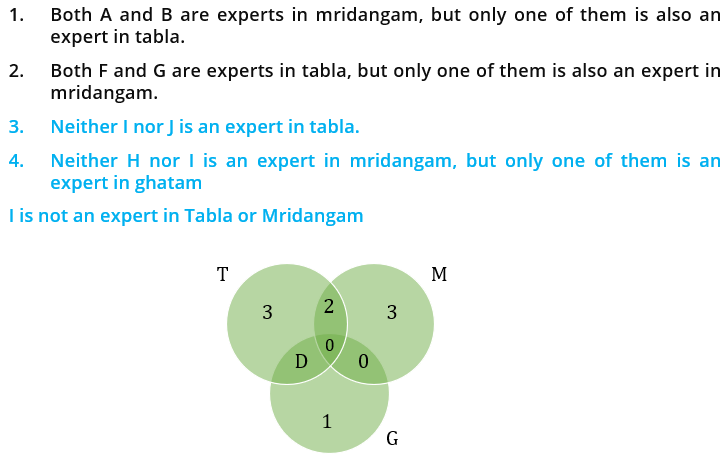 1. Both A and B are experts in mridangam, but only one of them is also an
expert in tabla.
2. Both F and G are experts in tabla, but only one of them is also an expert in
mridangam.
3. Neither I nor J is an expert in tabla.
4. Neither H nor I is an expert in mridangam, but only one of them is an
expert in ghatam
I is not an expert in Tabla or Mridangam
T M
3 2 3
0
D 0
1
G